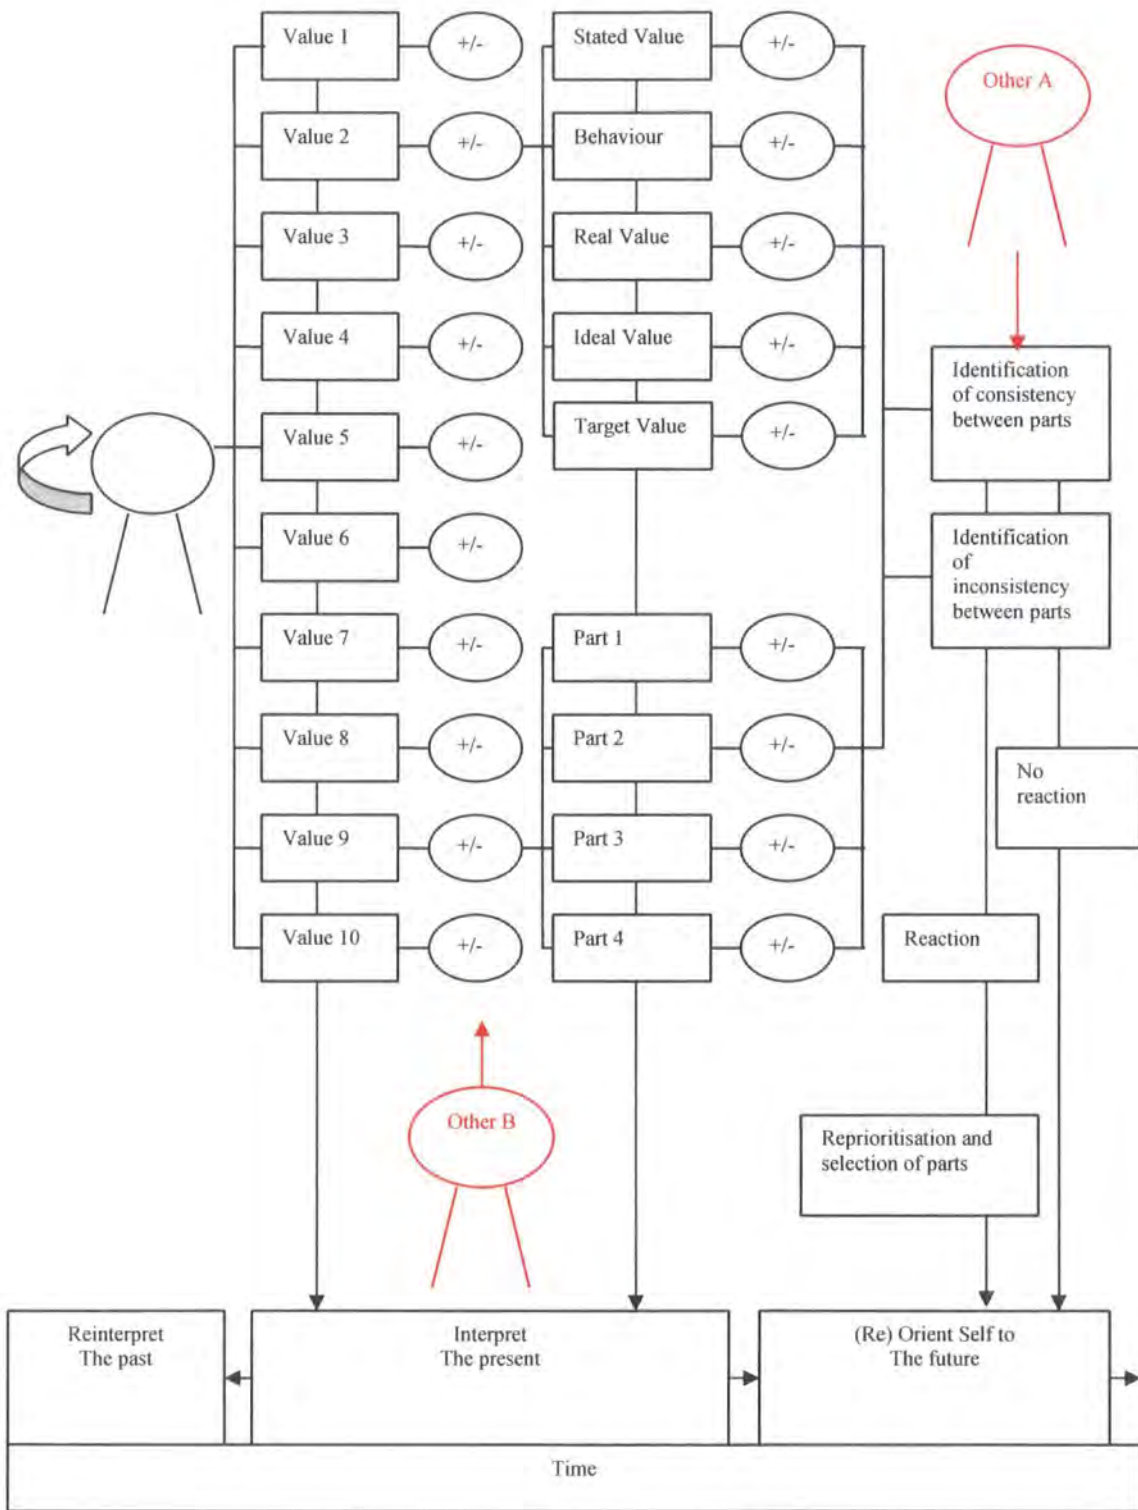 Value 1
+/-
Stated Value
+/-
Other A
Value 2
+/-
Behaviour
+/-
Value 3
+/-
Real Value
+/-
Value 4
+/-
Ideal Value
+/-
Identification
of consistency
between parts
Value 5
+/-
Target Value
+/-
Value 6
+/-
Identification
of
inconsistency
between parts
Value 7
+/-
Part 1
+/-
Value 8
+/-
Part 2
+/-
No
reaction
Value 9
+/-
Part 3
+/-
Value 10
+/-
Part 4
+/-
Reaction
Other B
Reprioritisation and
selection of parts
Reinterpret
The past
Interpret
The present
(Re) Orient Self to
The future
Time